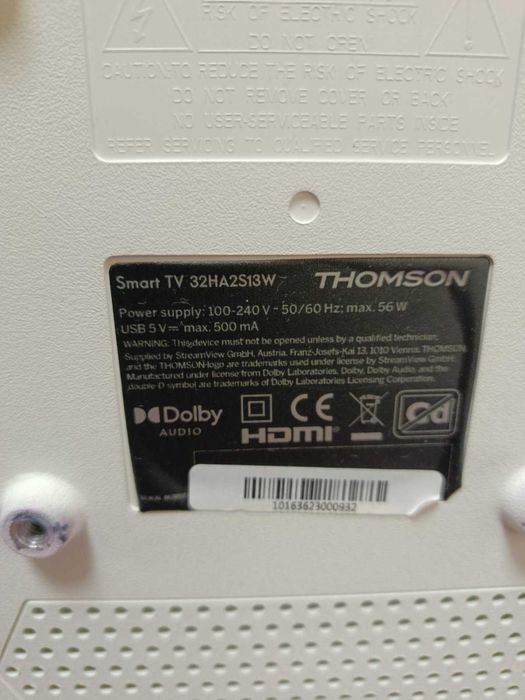 RISK OF ELECTRIC SHOCK
DO NOT OPEN!
CAUTION:TO REDUCE THE RISK OF ELECTRIC SHOCK
DO NOT REMOVE COVER OR BACK
NO USER-SERVICEABLE PARTS INSIDE
REFER SERVICING TO QUALIFIED SERVICE PERSONNEL
Smart TV 32HA2S13W THOMSON
Power supply: 100-240 V ~ 50/60 Hz; max. 56 W
USB 5 V⎓ max. 500 mA
WARNING: This device must not be opened unless by a qualified technician.
Supplied by StreamView GmbH, Austria. Franz-Josefs-Kai 13, 1010 Vienna. THOMSON
and the THOMSON-logo are trademarks used under license by StreamView GmbH
Manufactured under license from Dolby Laboratories. Dolby, Dolby Audio, and the
double-D symbol are trademarks of Dolby Laboratories Licensing Corporation.
Dolby
AUDIO
CE
Cd
HDMI
10163623000932